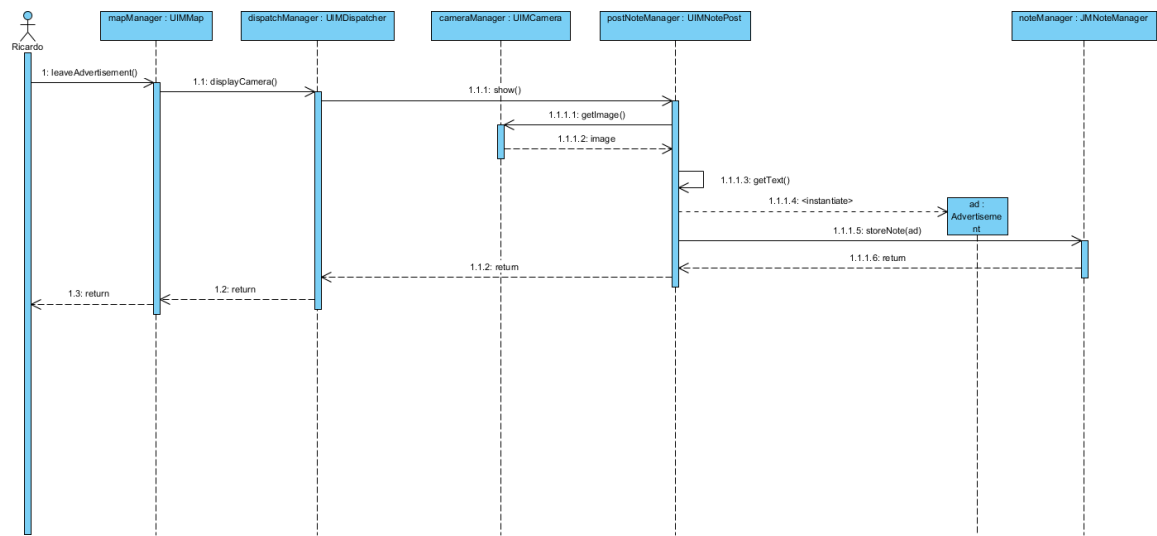 mapManager : UIMMap
dispatchManager : UIMDispatcher
cameraManager : UIMCamera
postNoteManager : UIMNotePost
noteManager : JMNoteManager
Ricardo
1: leaveAdvertisement()
1.1: displayCamera()
1.1.1: show()
1.1.1.1: getImage()
1.1.1.2: image
1.1.1.3: getText()
1.1.1.4: <instantiate>
ad :
Advertiseme
nt
1.1.1.5: storeNote(ad)
1.1.1.6: return
1.1.2: return
1.2: return
1.3: return